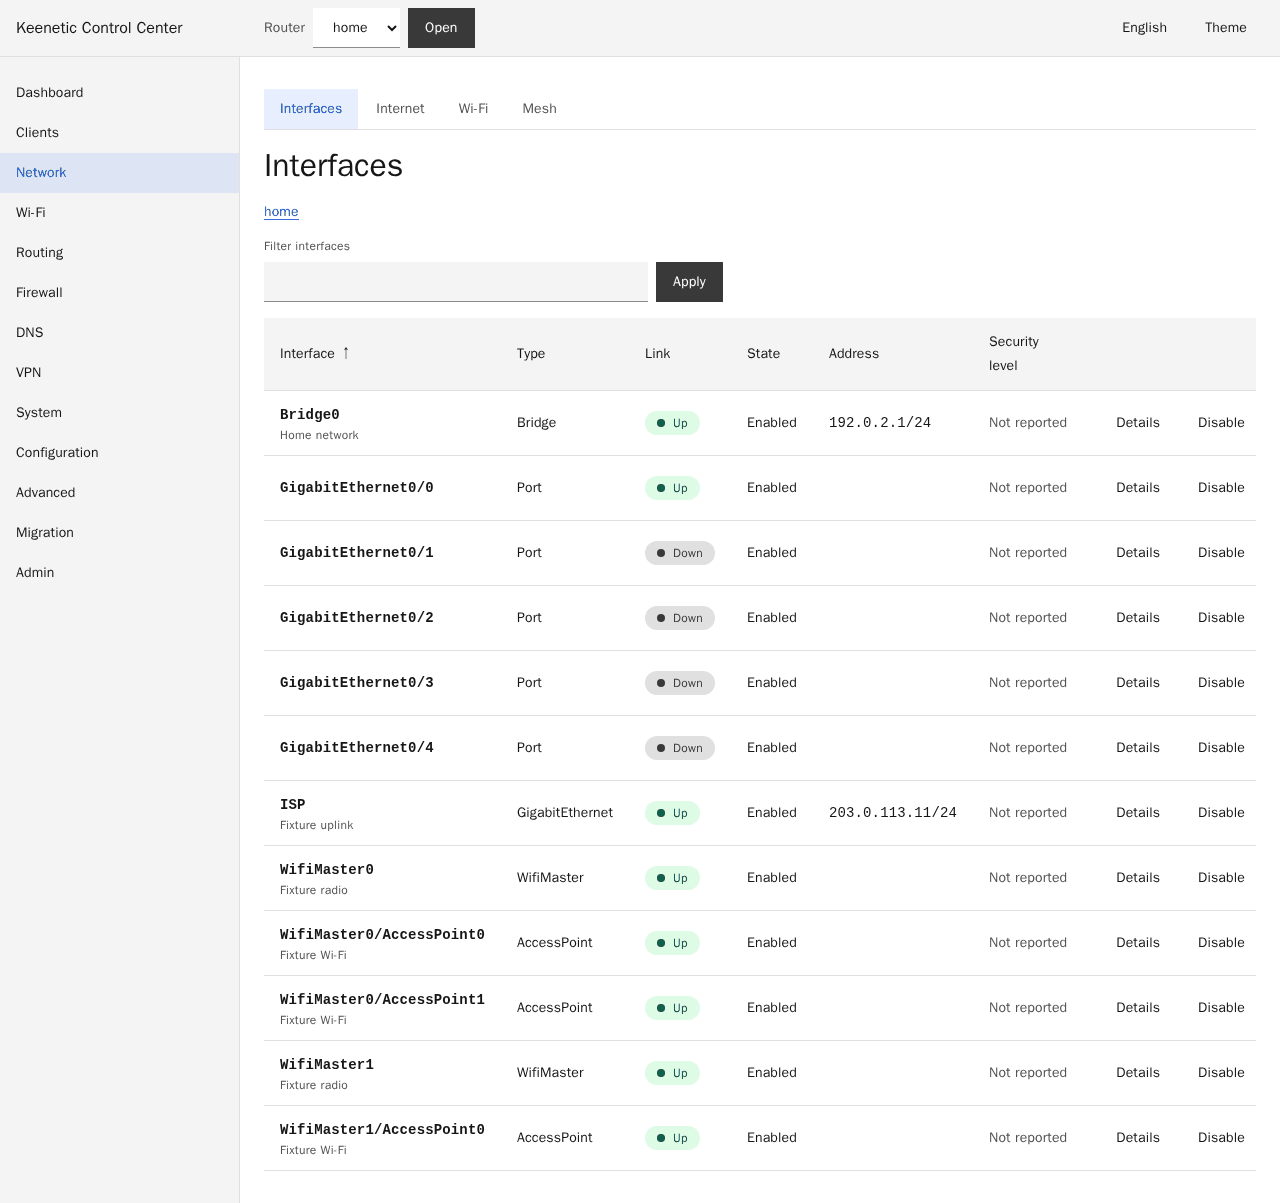 Keenetic Control Center
Router home Open
English Theme
Dashboard
Clients
Network
Wi-Fi
Routing
Firewall
DNS
VPN
System
Configuration
Advanced
Migration
Admin
Interfaces Internet Wi-Fi Mesh
Interfaces
home
Filter interfaces
Apply
Interface ↑ Type Link State Address Security level
Bridge0 Bridge Up Enabled 192.0.2.1/24 Not reported Details Disable
Home network
GigabitEthernet0/0 Port Up Enabled Not reported Details Disable
GigabitEthernet0/1 Port Down Enabled Not reported Details Disable
GigabitEthernet0/2 Port Down Enabled Not reported Details Disable
GigabitEthernet0/3 Port Down Enabled Not reported Details Disable
GigabitEthernet0/4 Port Down Enabled Not reported Details Disable
ISP GigabitEthernet Up Enabled 203.0.113.11/24 Not reported Details Disable
Fixture uplink
WifiMaster0 WifiMaster Up Enabled Not reported Details Disable
Fixture radio
WifiMaster0/AccessPoint0 AccessPoint Up Enabled Not reported Details Disable
Fixture Wi-Fi
WifiMaster0/AccessPoint1 AccessPoint Up Enabled Not reported Details Disable
Fixture Wi-Fi
WifiMaster1 WifiMaster Up Enabled Not reported Details Disable
Fixture radio
WifiMaster1/AccessPoint0 AccessPoint Up Enabled Not reported Details Disable
Fixture Wi-Fi